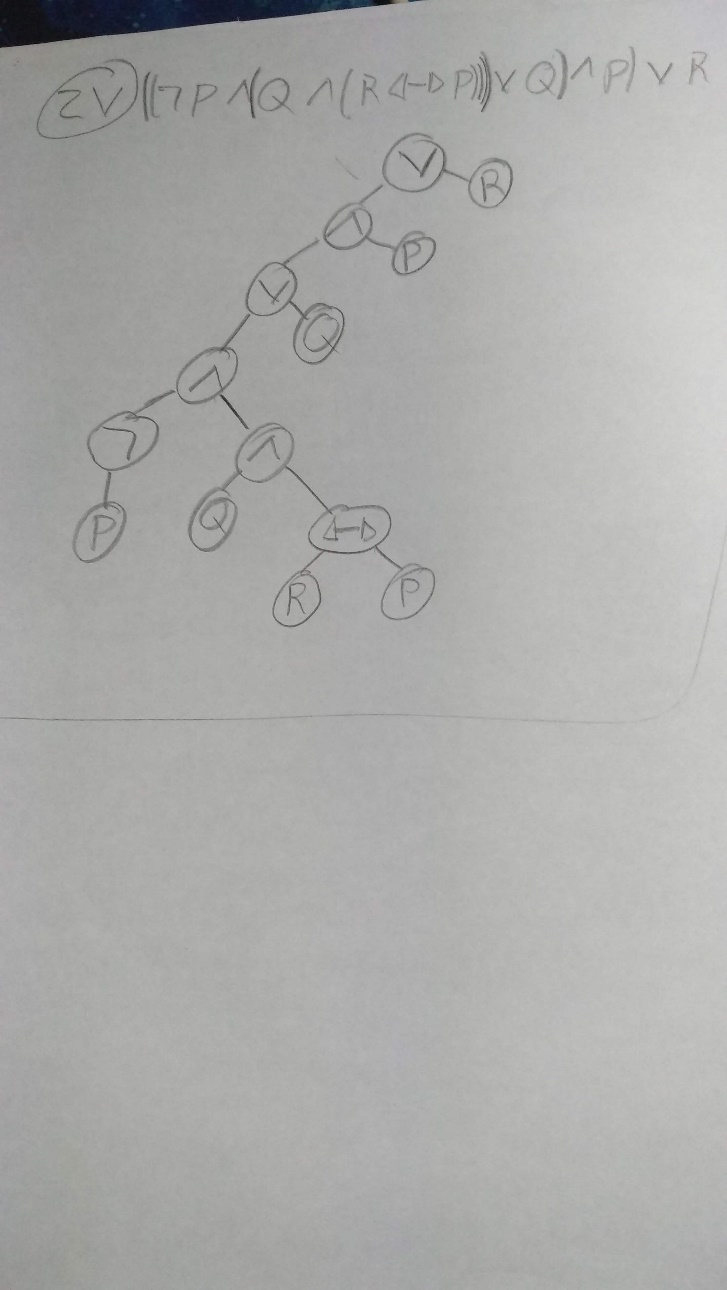 2V (((¬P∧(Q∧(R↔P)))∨Q)∧P)∨R
∨
R
∧
P
∨
Q
∧
¬
∧
P
Q
↔
R
P